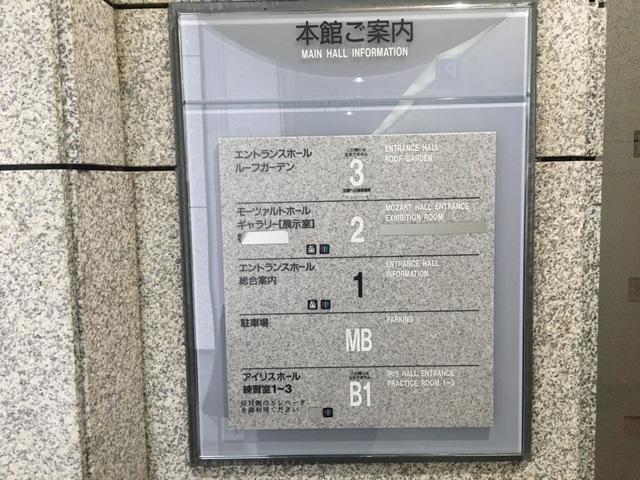 本館ご案内
MAIN HALL INFORMATION
エントランスホール
ルーフガーデン
3
ENTRANCE HALL
ROOF GARDEN
モーツァルトホール
ギャラリー[展示室]
2
MOZART HALL ENTRANCE
EXHIBITION ROOM
エントランスホール
総合案内
1
ENTRANCE HALL
INFORMATION
駐車場
MB
PARKING
アイリスホール
練習室1~3
反対側のエレベータ
を御利用ください
B1
IRIS HALL ENTRANCE
PRACTICE ROOM 1~3